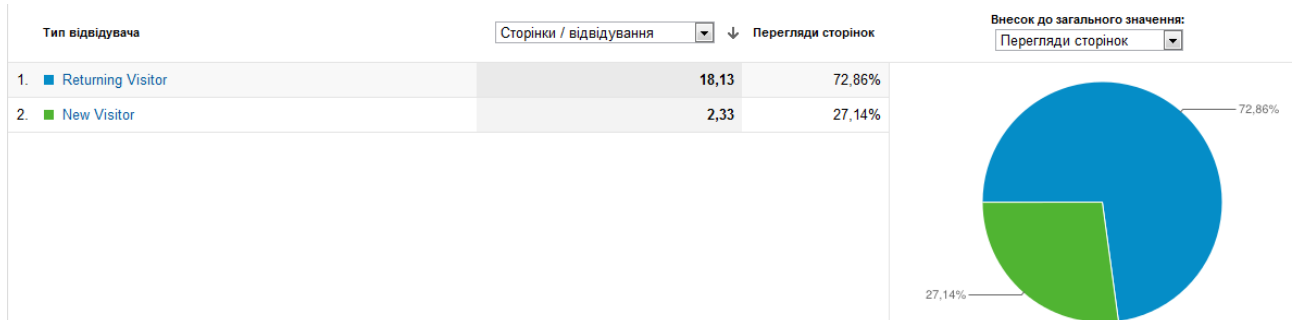 Тип відвідувача
Сторінки / відвідування
Перегляди сторінок
Внесок до загального значення:
Перегляди сторінок
1. Returning Visitor 18,13 72,86%
2. New Visitor 2,33 27,14%
72,86%
27,14%